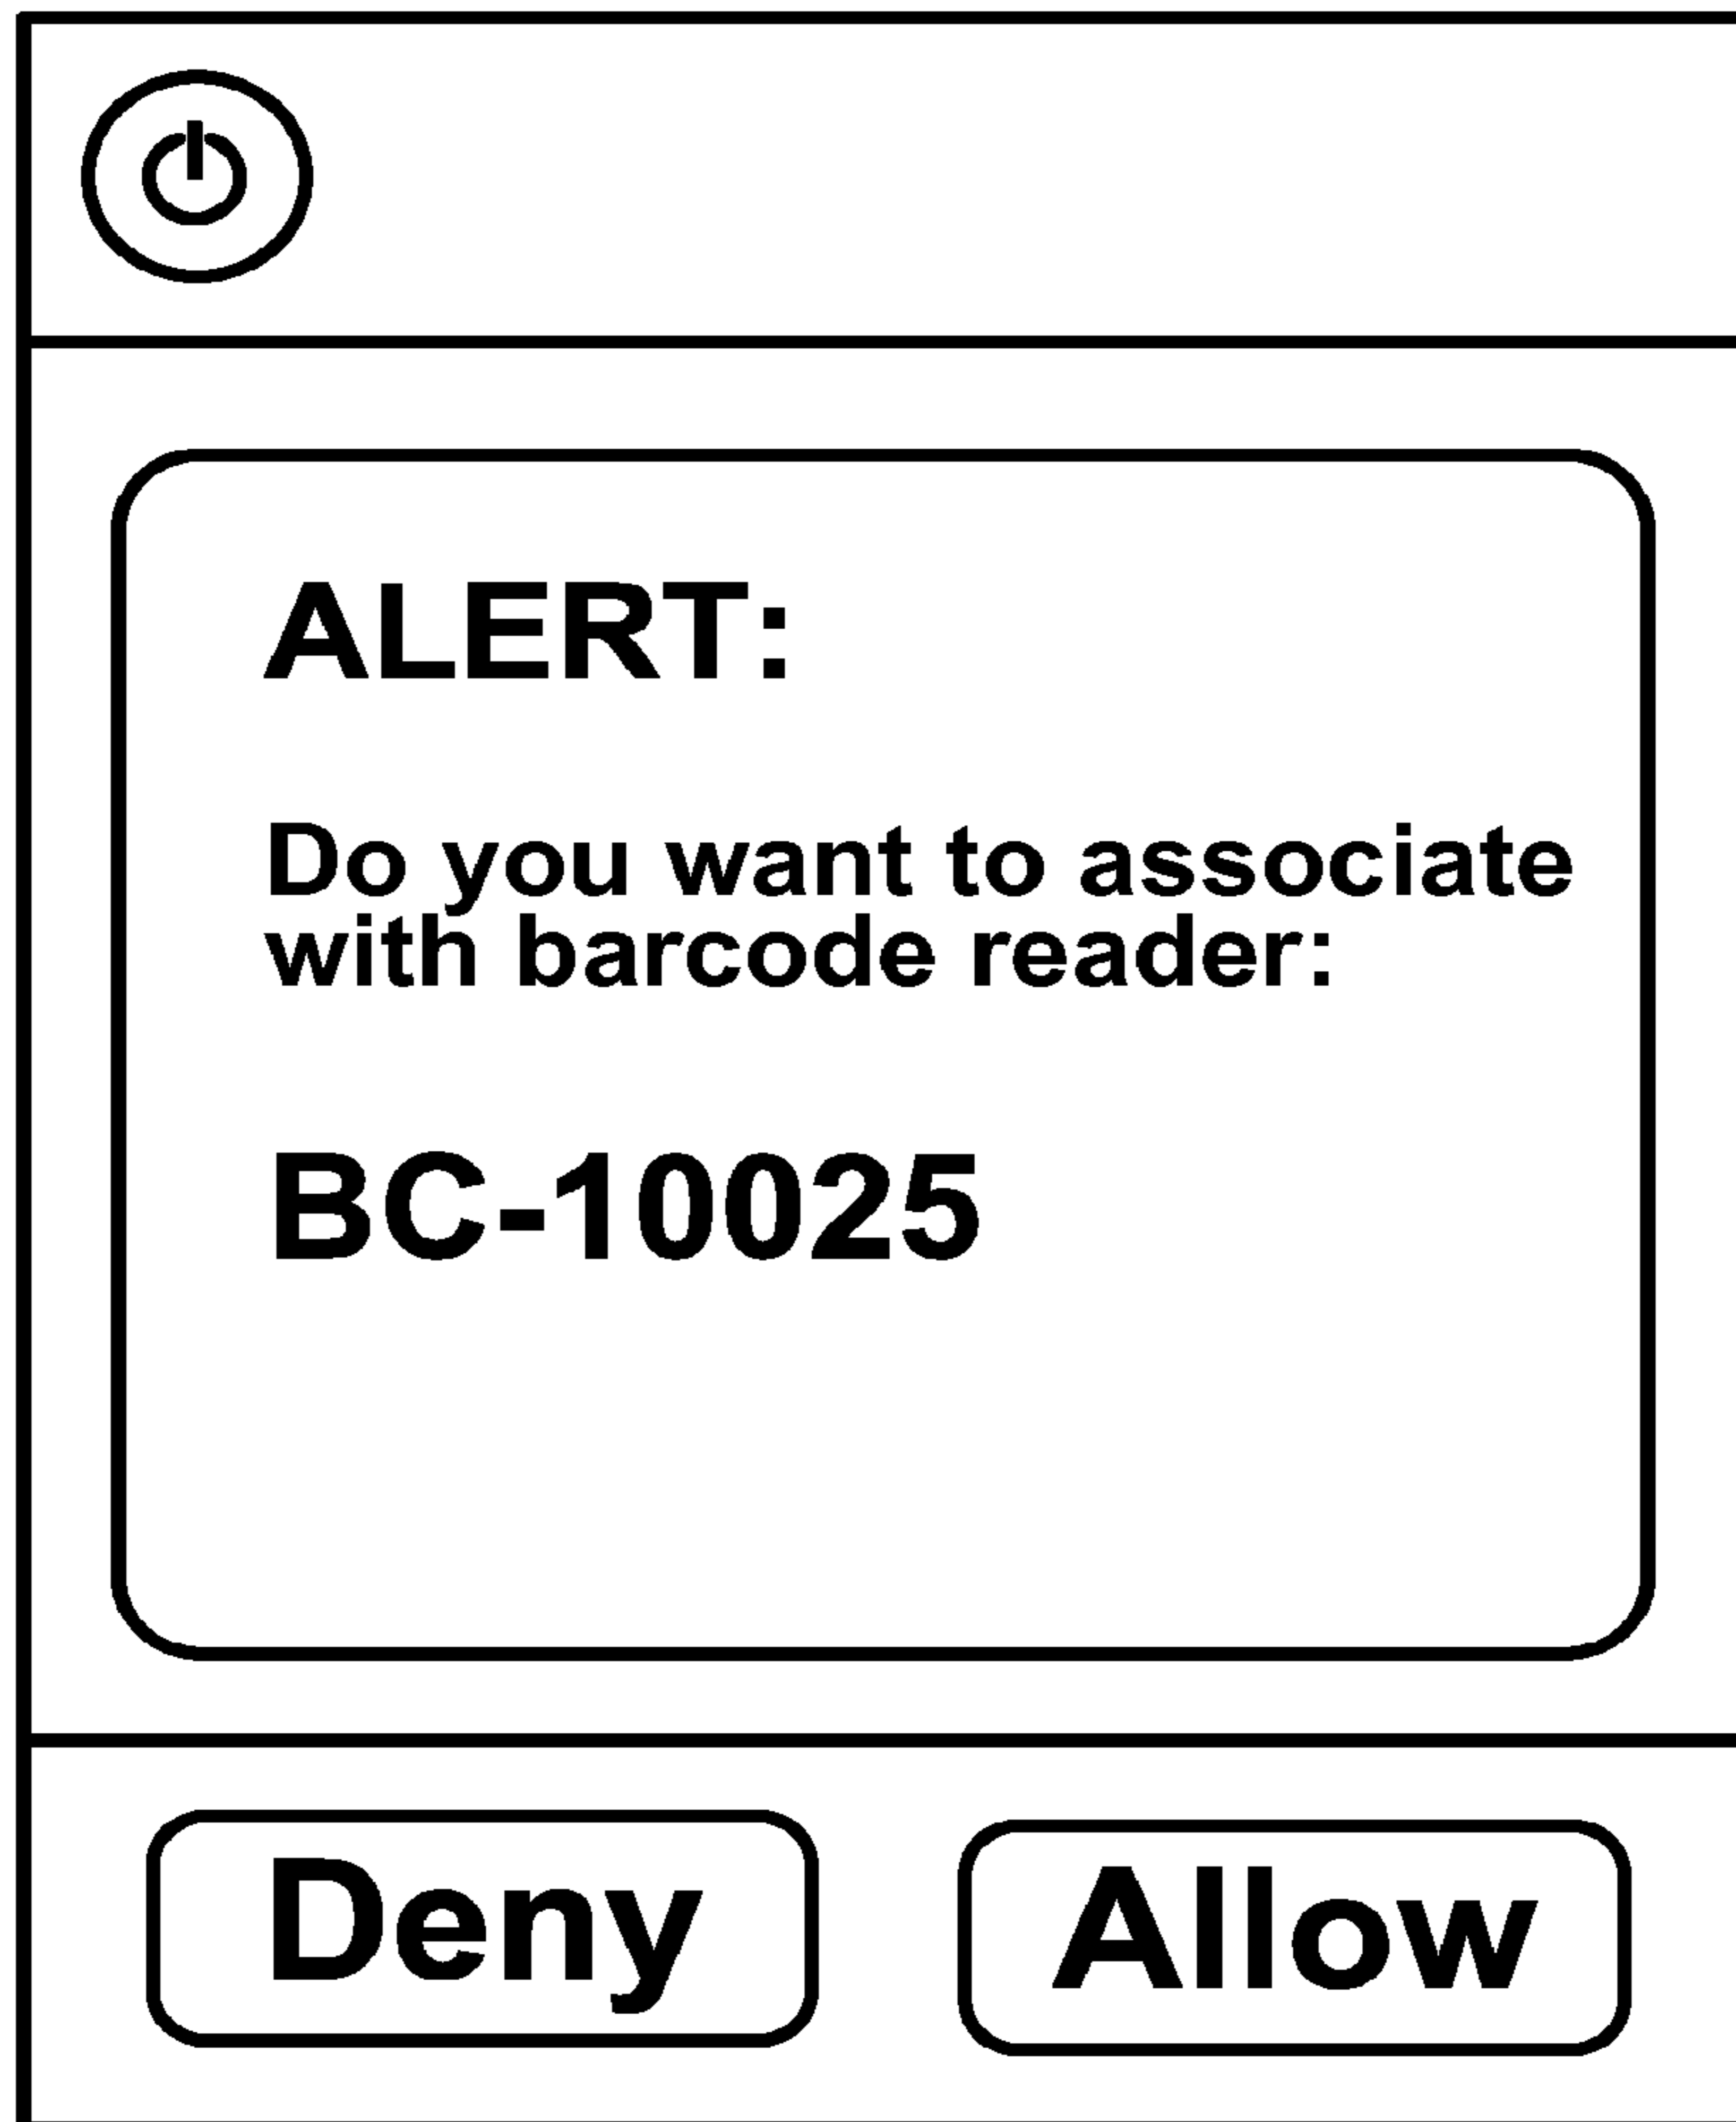 ALERT:
Do you want to associate
with barcode reader:
BC-10025
Deny
Allow